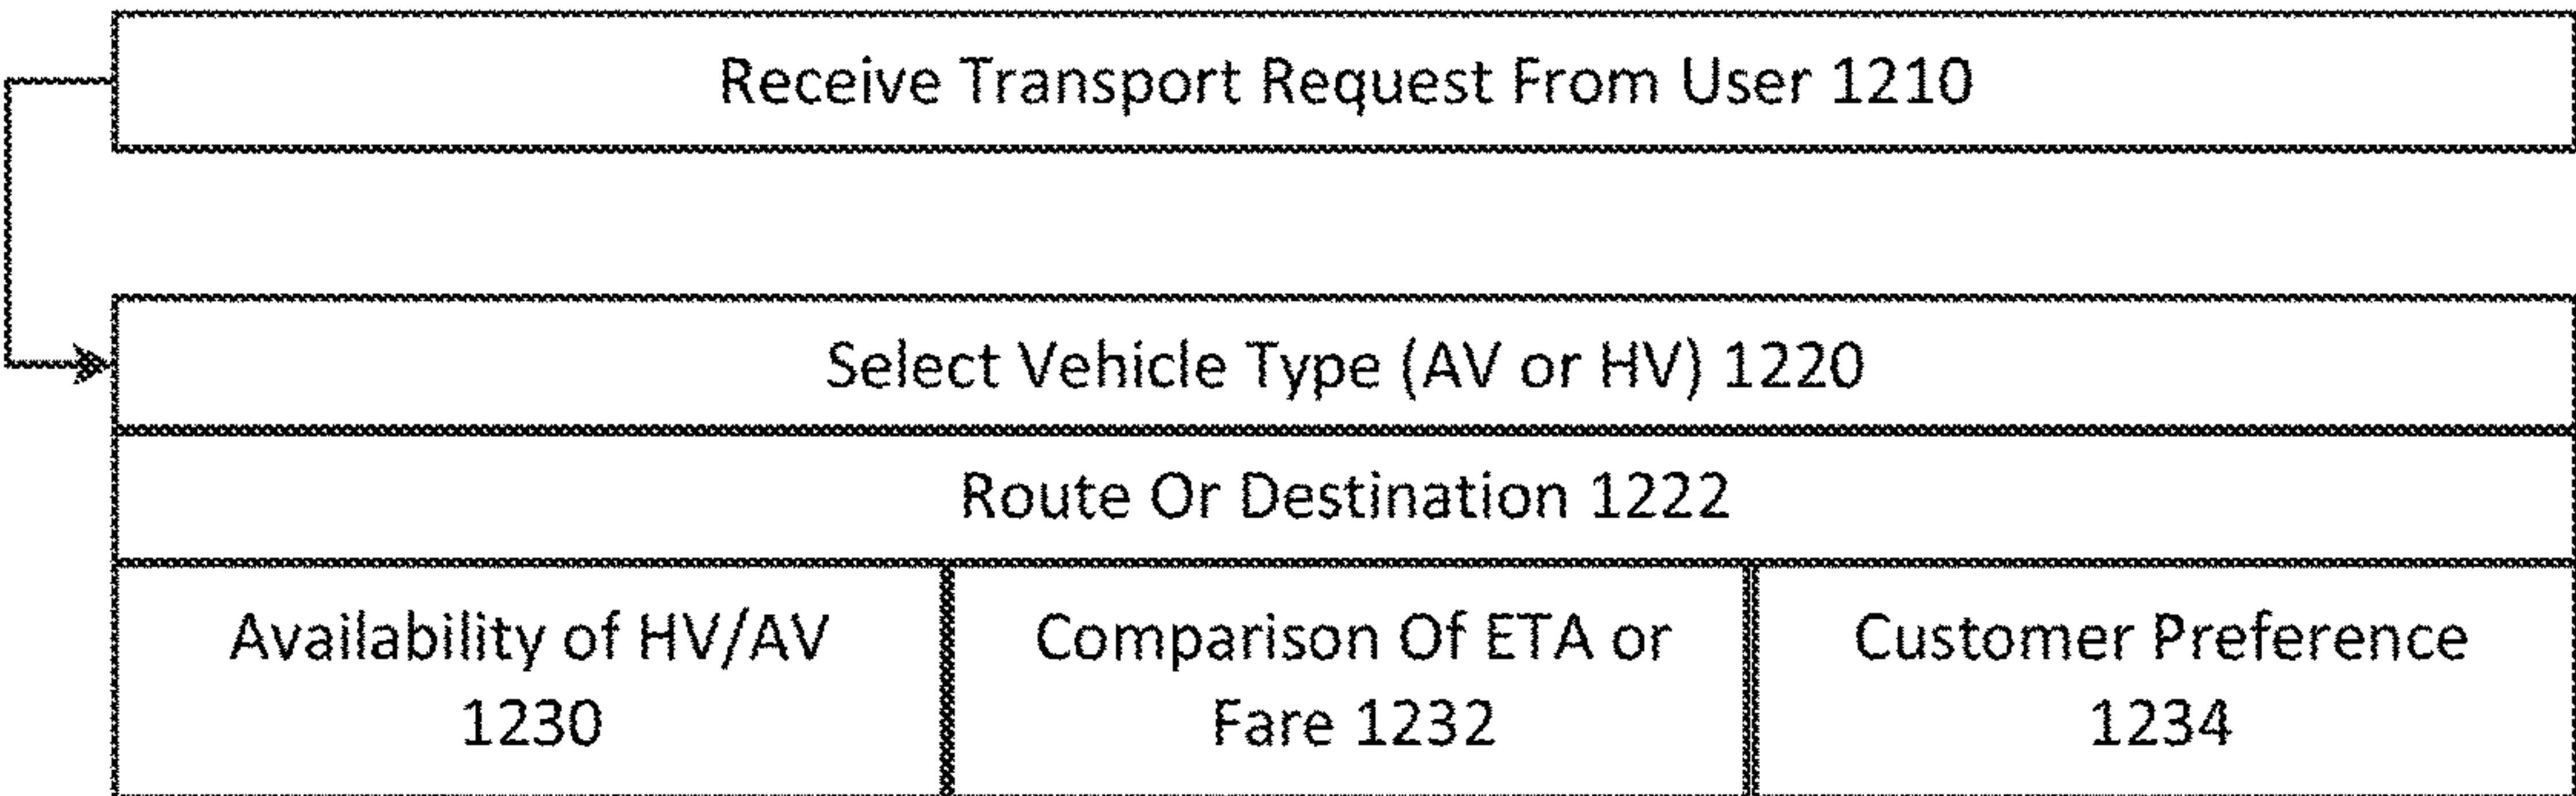 Receive Transport Request From User 1210
Select Vehicle Type (AV or HV) 1220
Route Or Destination 1222
Availability of HV/AV
1230
Comparison Of ETA or
Fare 1232
Customer Preference
1234